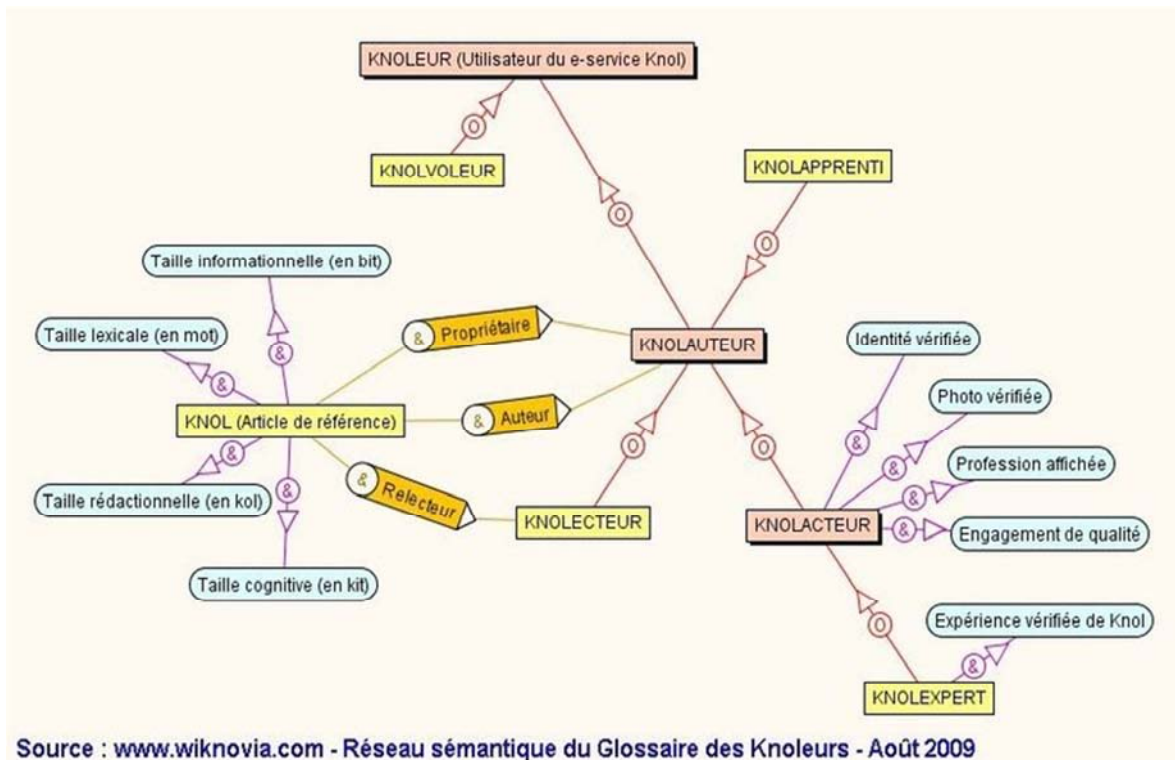 KNOLEUR (Utilisateur du e-service Knol)
O
KNOLVOLEUR
KNOLAPPRENTI
O
O
Taille informationnelle (en bit)
Taille lexicale (en mot)
&
&
& Propriétaire
KNOLAUTEUR
Identité vérifiée
Photo vérifiée
KNOL (Article de référence)
& Auteur
O
O
&
&
Profession affichée
&
&
& Relecteur
&
Taille rédactionnelle (en kol)
KNOLECTEUR
KNOLACTEUR
&
Engagement de qualité
Taille cognitive (en kit)
O
Expérience vérifiée de Knol
&
KNOLEXPERT
Source : www.wiknovia.com - Réseau sémantique du Glossaire des Knoleurs - Août 2009